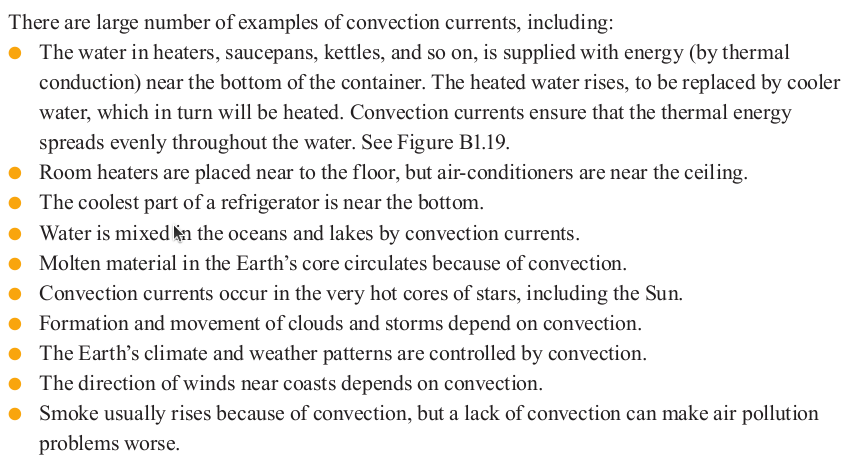 There are large number of examples of convection currents, including:
● The water in heaters, saucepans, kettles, and so on, is supplied with energy (by thermal
conduction) near the bottom of the container. The heated water rises, to be replaced by cooler
water, which in turn will be heated. Convection currents ensure that the thermal energy
spreads evenly throughout the water. See Figure B1.19.
● Room heaters are placed near to the floor, but air-conditioners are near the ceiling.
● The coolest part of a refrigerator is near the bottom.
● Water is mixed in the oceans and lakes by convection currents.
● Molten material in the Earth’s core circulates because of convection.
● Convection currents occur in the very hot cores of stars, including the Sun.
● Formation and movement of clouds and storms depend on convection.
● The Earth’s climate and weather patterns are controlled by convection.
● The direction of winds near coasts depends on convection.
● Smoke usually rises because of convection, but a lack of convection can make air pollution
problems worse.